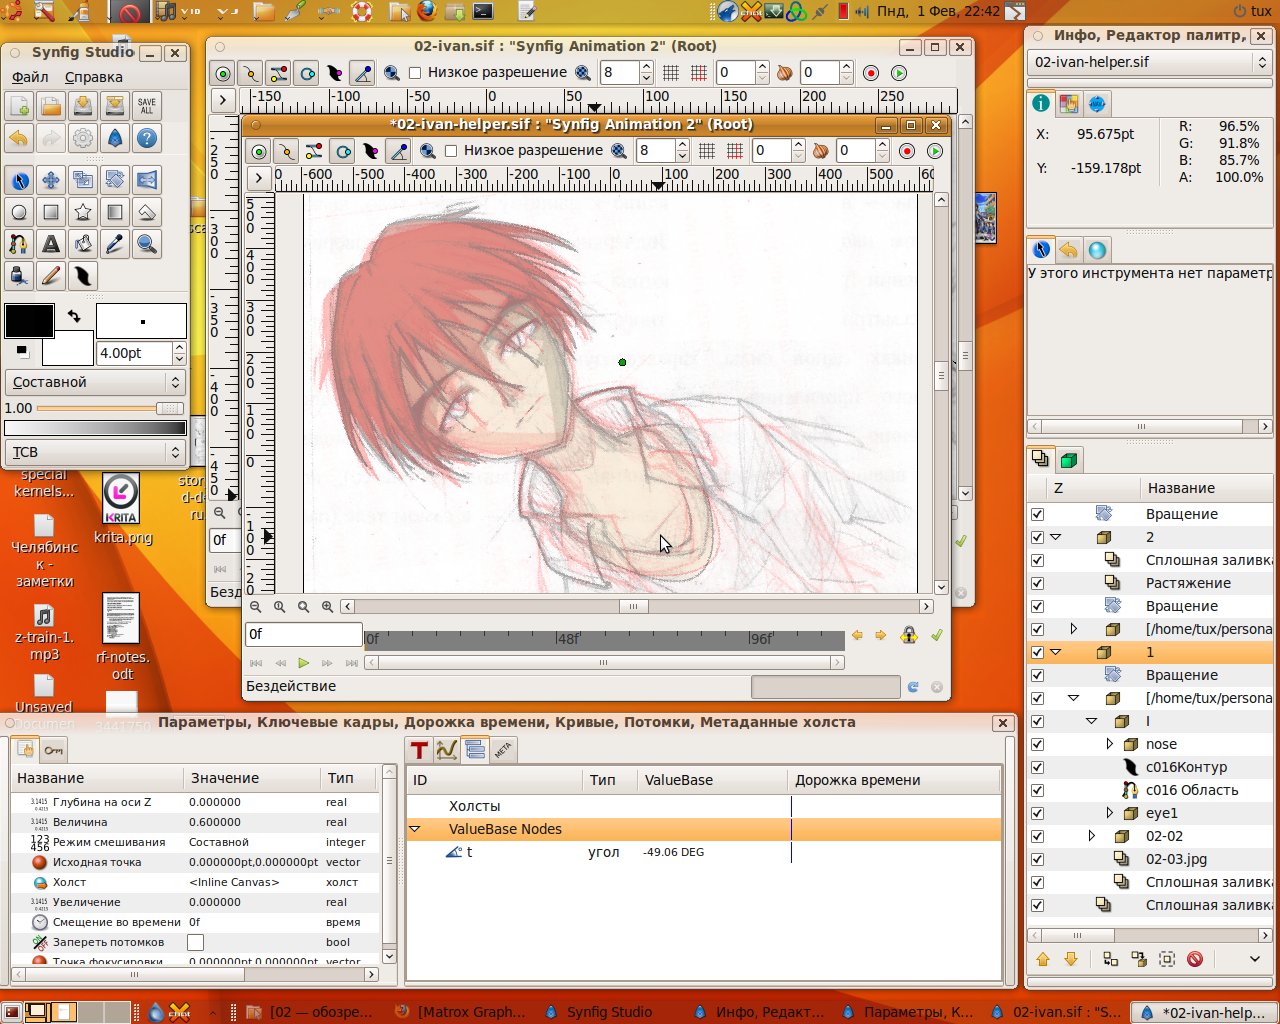 Пнд, 1 Фев, 22:42
tux
Synfig Studio
Файл Справка
SAVE ALL
4.00pt
Составной
1.00
TCB
special kernels...
krita.png
KRITA
Челябинск - заметки
z-train-1.mp3
rf-notes.odt
Unsaved
02-ivan.sif : "Synfig Animation 2" (Root)
Низкое разрешение 8 0 0
-150 -100 -50 0 50 100 150 200 250
*02-ivan-helper.sif : "Synfig Animation 2" (Root)
Низкое разрешение 8 0 0
-600 -500 -400 -300 -200 -100 0 100 200 300 400 500
0f
0f 48f 96f
Бездействие
Инфо, Редактор палитр,
02-ivan-helper.sif
X: 95.675pt
Y: -159.178pt
R: 96.5%
G: 91.8%
B: 85.7%
A: 100.0%
У этого инструмента нет параметр
Z Название
Вращение
2
Сплошная заливк
Растяжение
Вращение
[/home/tux/persona
1
Вращение
[/home/tux/persona
I
nose
c016Контур
c016 Область
eye1
02-02
02-03.jpg
Сплошная заливк
Сплошная заливк
Параметры, Ключевые кадры, Дорожка времени, Кривые, Потомки, Метаданные холста
Название Значение Тип
Глубина на оси Z 0.000000 real
Величина 0.600000 real
Режим смешивания Составной integer
Исходная точка 0.000000pt,0.000000pt vector
Холст <Inline Canvas> холст
Увеличение 0.000000 real
Смещение во времени 0f время
Запереть потомков bool
Точка фокусировки 0.000000pt,0.000000pt vector
META
ID Тип ValueBase Дорожка времени
Холсты
ValueBase Nodes
t угол -49.06 DEG
[02 — обозре...
[Matrox Graph...
Synfig Studio
Инфо, Редакт...
Параметры, К...
02-ivan.sif : "S...
*02-ivan-help...